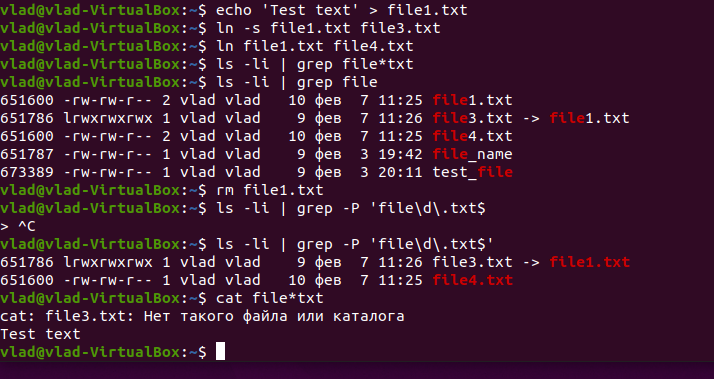 vlad@vlad-VirtualBox:~$ echo 'Test text' > file1.txt
vlad@vlad-VirtualBox:~$ ln -s file1.txt file3.txt
vlad@vlad-VirtualBox:~$ ln file1.txt file4.txt
vlad@vlad-VirtualBox:~$ ls -li | grep file*txt
vlad@vlad-VirtualBox:~$ ls -li | grep file
651600 -rw-rw-r-- 2 vlad vlad   10 фев  7 11:25 file1.txt
651786 lrwxrwxrwx 1 vlad vlad    9 фев  7 11:26 file3.txt -> file1.txt
651600 -rw-rw-r-- 2 vlad vlad   10 фев  7 11:25 file4.txt
651787 -rw-rw-r-- 1 vlad vlad    9 фев  3 19:42 file_name
673389 -rw-rw-r-- 1 vlad vlad    9 фев  3 20:11 test_file
vlad@vlad-VirtualBox:~$ rm file1.txt
vlad@vlad-VirtualBox:~$ ls -li | grep -P 'file\d\.txt$
> ^C
vlad@vlad-VirtualBox:~$ ls -li | grep -P 'file\d\.txt$'
651786 lrwxrwxrwx 1 vlad vlad    9 фев  7 11:26 file3.txt -> file1.txt
651600 -rw-rw-r-- 1 vlad vlad   10 фев  7 11:25 file4.txt
vlad@vlad-VirtualBox:~$ cat file*txt
cat: file3.txt: Нет такого файла или каталога
Test text
vlad@vlad-VirtualBox:~$